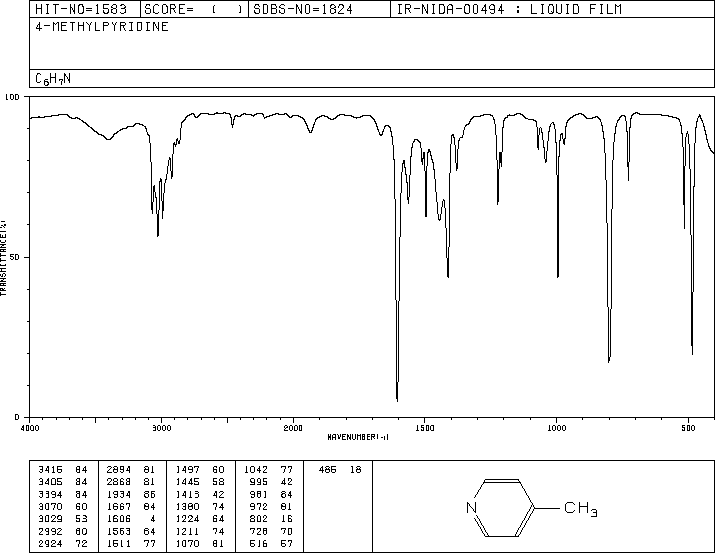 HIT-NO=1583 SCORE= ( ) SDBS-NO=1824 IR-NIDA-00494 : LIQUID FILM
4-METHYLPYRIDINE
C6H7N
100
50
0
TRANSMITTANCE(%)
4000 3000 2000 1500 1000 500
WAVENUMBER(-1)
3415 84 2894 81 1497 60 1042 77 485 18
3405 84 2868 81 1445 58 995 42
3394 84 1934 86 1413 42 981 84
3070 60 1667 84 1380 74 972 81
3029 53 1606 4 1224 64 802 16
2992 60 1563 64 1211 74 728 70
2924 72 1511 77 1070 81 516 57
N CH3